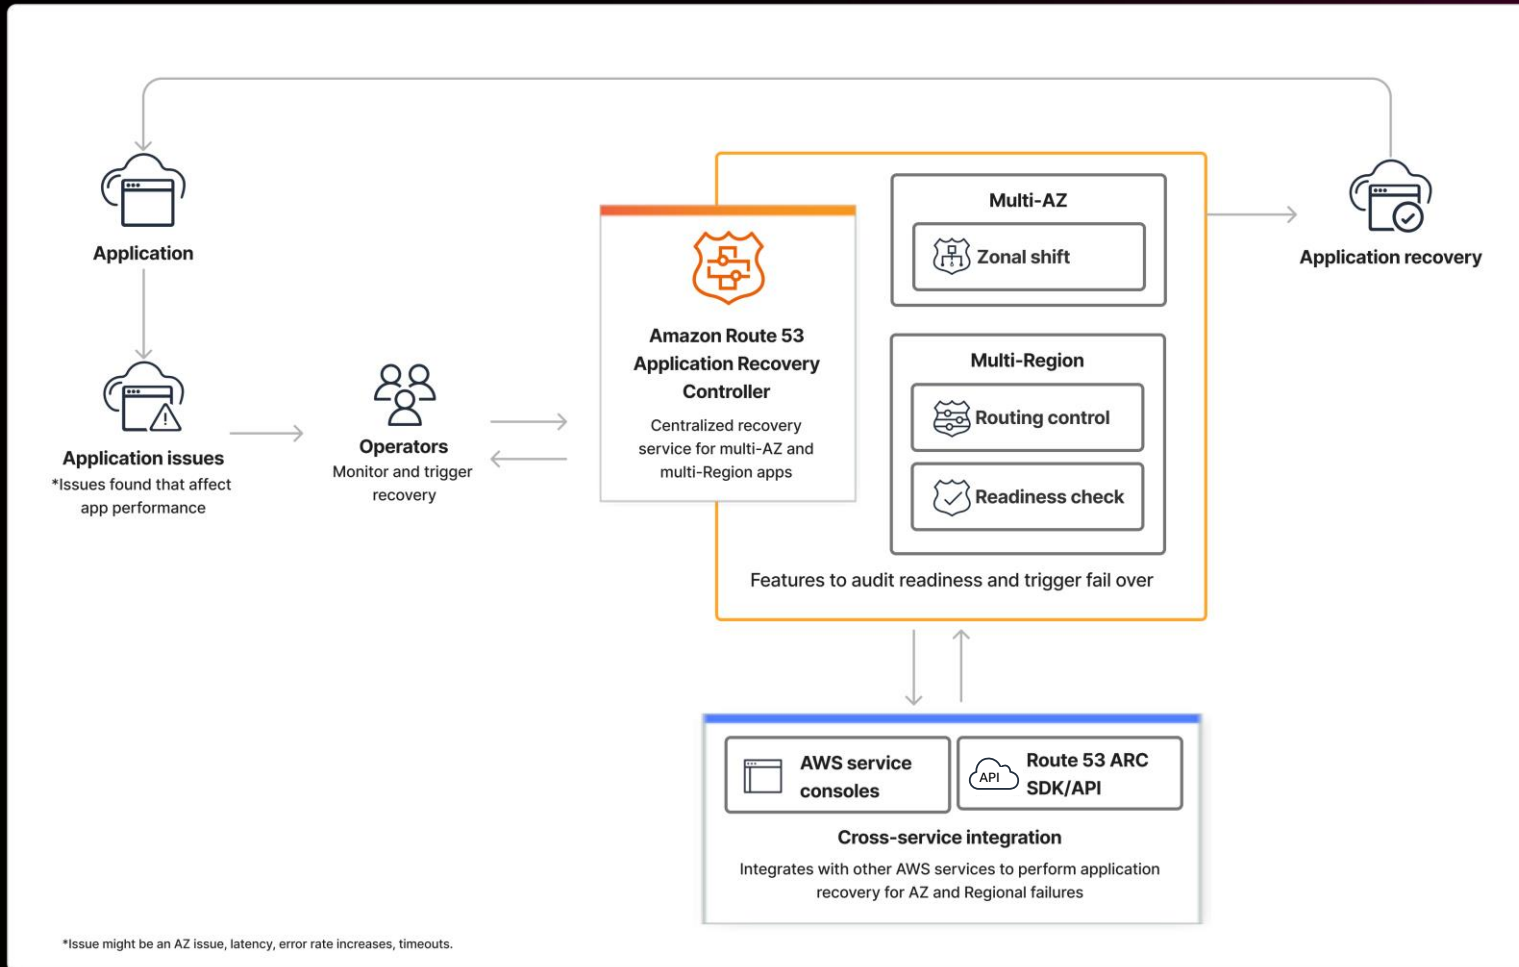 Application
Application issues
*Issues found that affect
app performance
Operators
Monitor and trigger
recovery
Amazon Route 53
Application Recovery
Controller
Centralized recovery
service for multi-AZ and
multi-Region apps
Multi-AZ
Zonal shift
Multi-Region
Routing control
Readiness check
Features to audit readiness and trigger fail over
Application recovery
AWS service
consoles
API
Route 53 ARC
SDK/API
Cross-service integration
Integrates with other AWS services to perform application
recovery for AZ and Regional failures
*Issue might be an AZ issue, latency, error rate increases, timeouts.